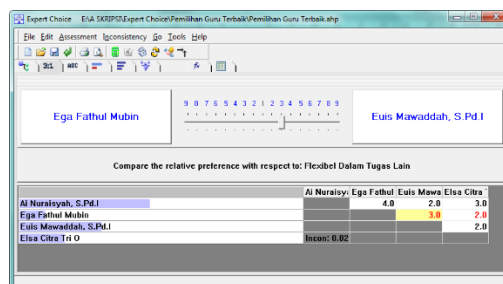 Expert Choice E:\A SKRIPSI\Expert Choice\Pemilihan Guru Terbaik\Pemilihan Guru Terbaik.ahp
File Edit Assessment Inconsistency Go Tools Help
3:1 ABC
Ega Fathul Mubin
9 8 7 6 5 4 3 2 1 2 3 4 5 6 7 8 9
Euis Mawaddah, S.Pd.I
Compare the relative preference with respect to: Flexibel Dalam Tugas Lain
Ai Nuraisy Ega Fathul Euis Mawa Elsa Citra
Ai Nuraisyah, S.Pd.I 4.0 2.0 3.0
Ega Fathul Mubin 3.0 2.0
Euis Mawaddah, S.Pd.I 2.0
Elsa Citra Tri O Incon: 0.02